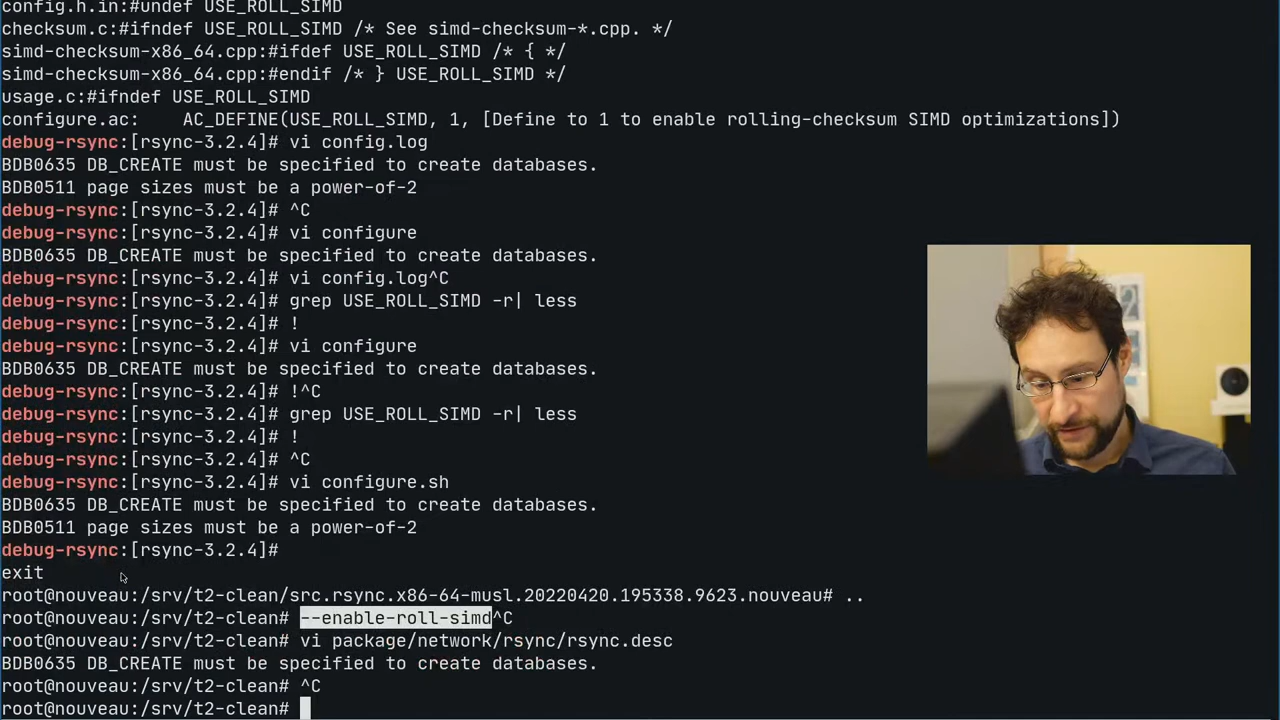 config.h.in:#undef USE_ROLL_SIMD
checksum.c:#ifndef USE_ROLL_SIMD /* See simd-checksum-*.cpp. */
simd-checksum-x86_64.cpp:#ifdef USE_ROLL_SIMD /* { */
simd-checksum-x86_64.cpp:#endif /* } USE_ROLL_SIMD */
usage.c:#ifndef USE_ROLL_SIMD
configure.ac:    AC_DEFINE(USE_ROLL_SIMD, 1, [Define to 1 to enable rolling-checksum SIMD optimizations])
debug-rsync:[rsync-3.2.4]# vi config.log
BDB0635 DB_CREATE must be specified to create databases.
BDB0511 page sizes must be a power-of-2
debug-rsync:[rsync-3.2.4]# ^C
debug-rsync:[rsync-3.2.4]# vi configure
BDB0635 DB_CREATE must be specified to create databases.
debug-rsync:[rsync-3.2.4]# vi config.log^C
debug-rsync:[rsync-3.2.4]# grep USE_ROLL_SIMD -r| less
debug-rsync:[rsync-3.2.4]# !
debug-rsync:[rsync-3.2.4]# vi configure
BDB0635 DB_CREATE must be specified to create databases.
debug-rsync:[rsync-3.2.4]# !^C
debug-rsync:[rsync-3.2.4]# grep USE_ROLL_SIMD -r| less
debug-rsync:[rsync-3.2.4]# !
debug-rsync:[rsync-3.2.4]# ^C
debug-rsync:[rsync-3.2.4]# vi configure.sh
BDB0635 DB_CREATE must be specified to create databases.
BDB0511 page sizes must be a power-of-2
debug-rsync:[rsync-3.2.4]#
exit
root@nouveau:/srv/t2-clean/src.rsync.x86-64-musl.20220420.195338.9623.nouveau# ..
root@nouveau:/srv/t2-clean# --enable-roll-simd^C
root@nouveau:/srv/t2-clean# vi package/network/rsync/rsync.desc
BDB0635 DB_CREATE must be specified to create databases.
root@nouveau:/srv/t2-clean# ^C
root@nouveau:/srv/t2-clean#